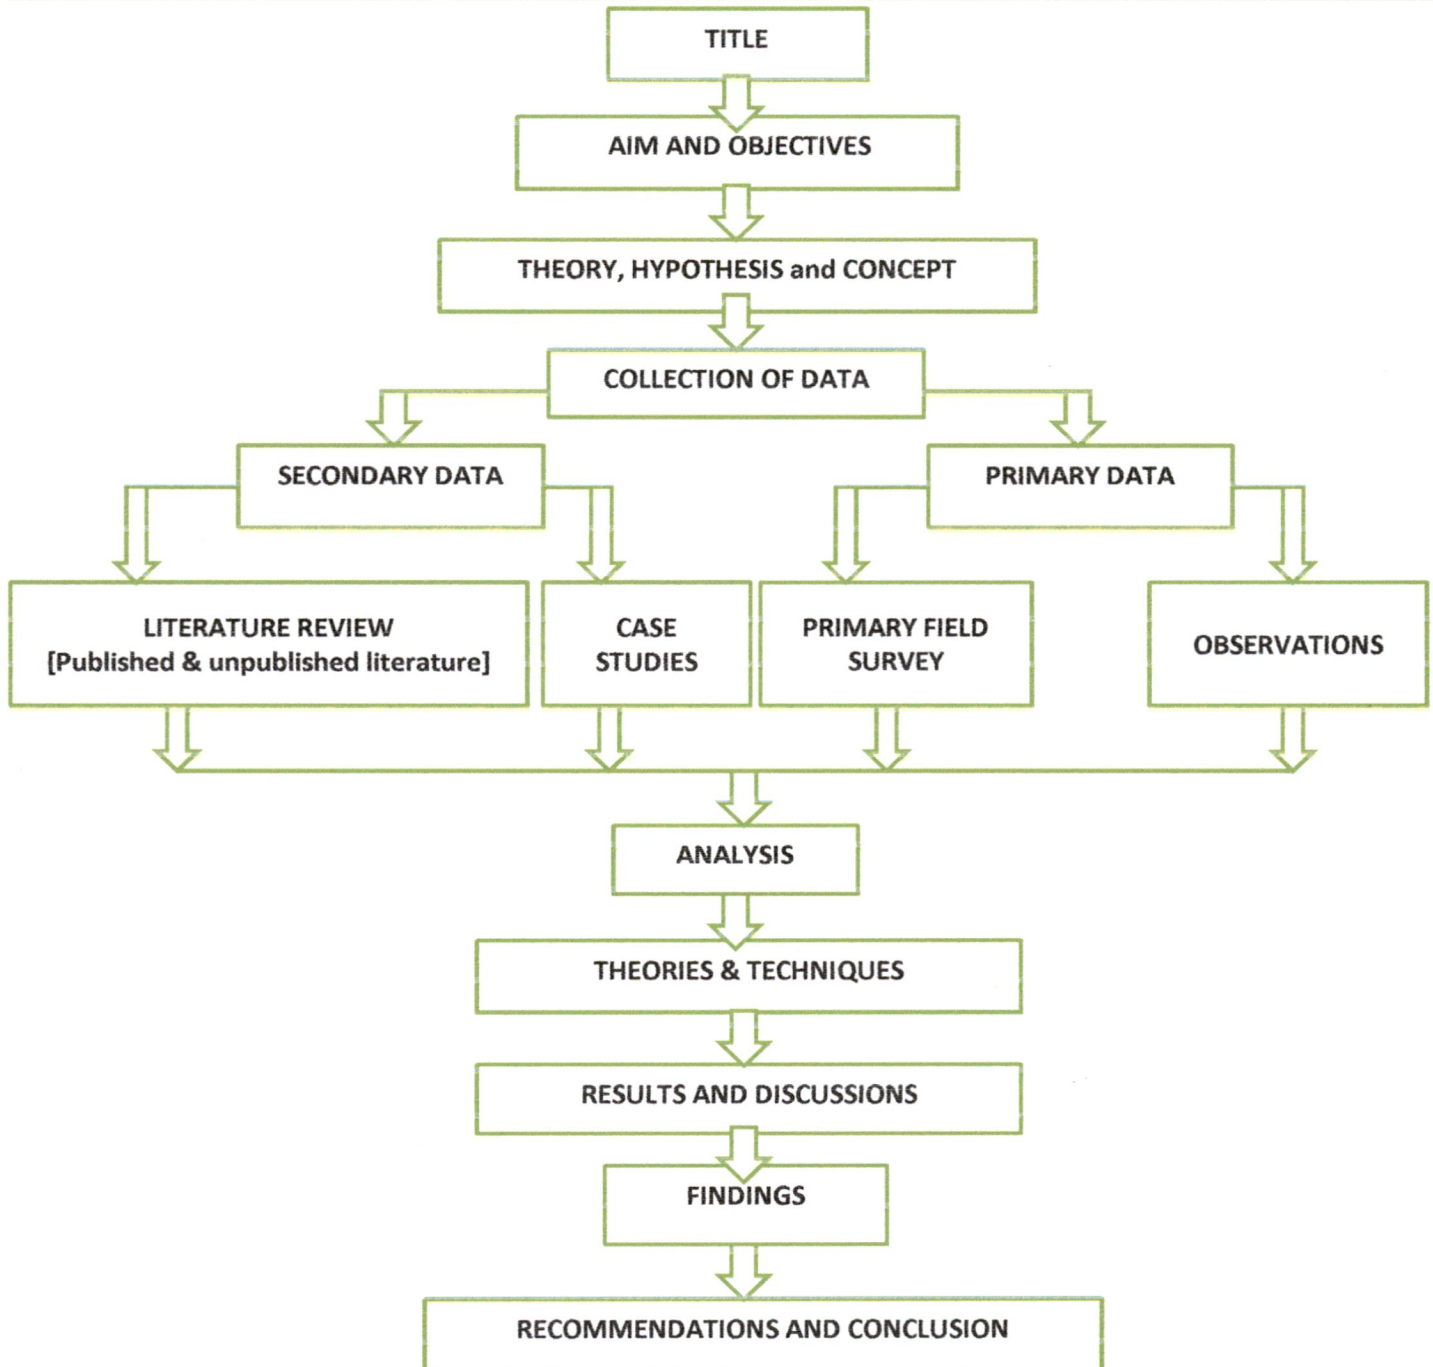 TITLE
AIM AND OBJECTIVES
THEORY, HYPOTHESIS and CONCEPT
COLLECTION OF DATA
SECONDARY DATA
PRIMARY DATA
LITERATURE REVIEW
[Published & unpublished literature]
CASE
STUDIES
PRIMARY FIELD
SURVEY
OBSERVATIONS
ANALYSIS
THEORIES & TECHNIQUES
RESULTS AND DISCUSSIONS
FINDINGS
RECOMMENDATIONS AND CONCLUSION